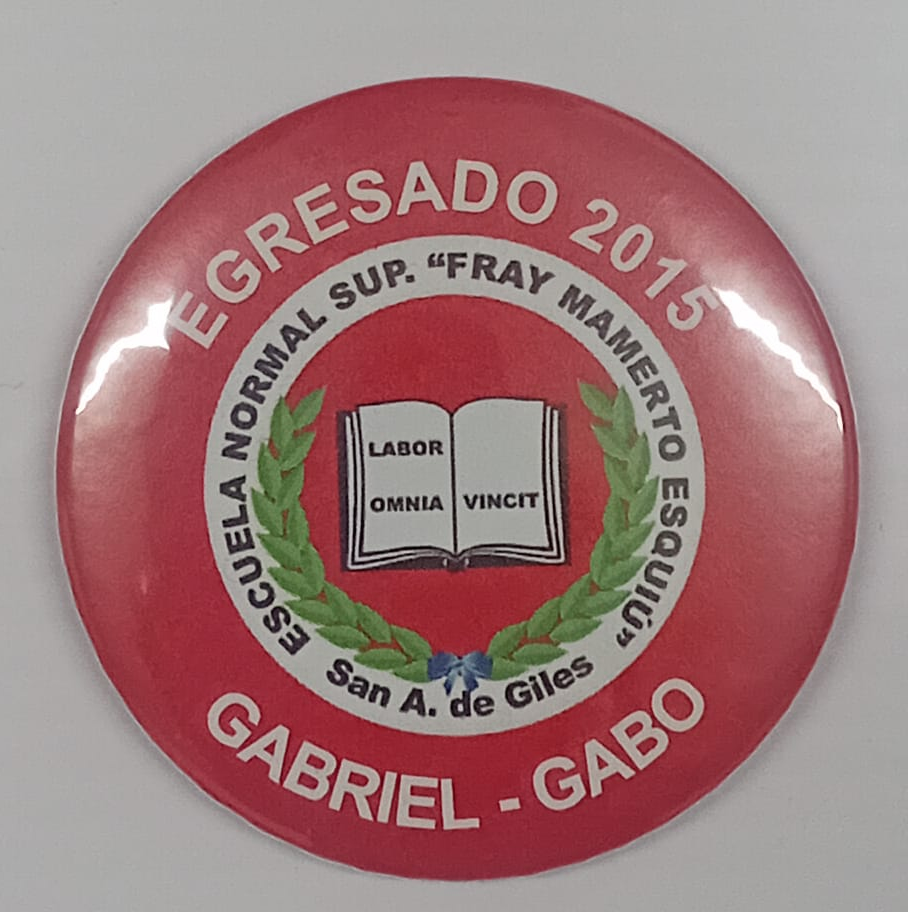 EGRESADO 2015
ESCUELA NORMAL SUP. “FRAY MAMERTO ESQUIÚ”
LABOR
OMNIA VINCIT
San A. de Giles
GABRIEL - GABO